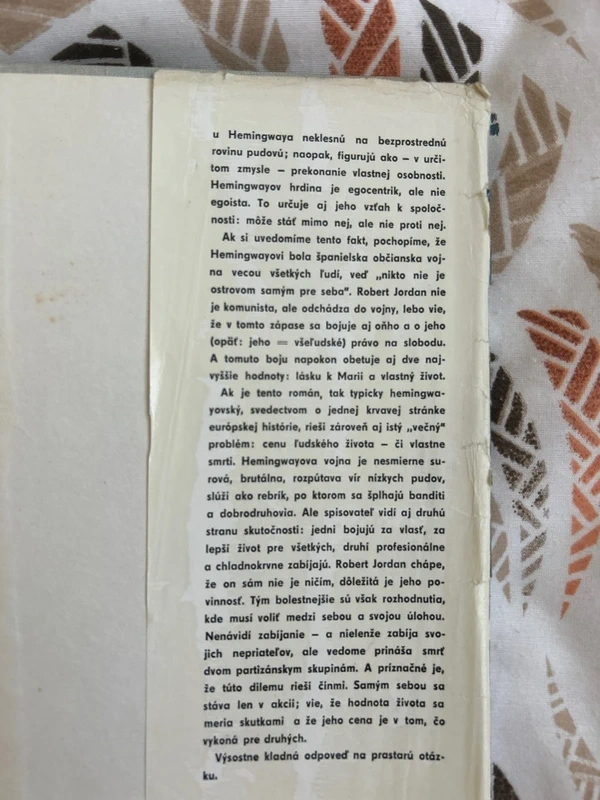 u Hemingwaya neklesnú na bezprostrednú
rovinu pudovú; naopak, figurujú ako – v urči-
tom zmysle – prekonanie vlastnej osobnosti.
Hemingwayov hrdina je egocentrik, ale nie
egoista. To určuje aj jeho vzťah k spoloč-
nosti: môže stáť mimo nej, ale nie proti nej.
Ak si uvedomíme tento fakt, pochopíme, že
Hemingwayovi bola španielska občianska voj-
na vecou všetkých ľudí, veď „nikto nie je
ostrovom samým pre seba". Robert Jordan nie
je komunista, ale odchádza do vojny, lebo vie,
že v tomto zápase sa bojuje aj oňho a o jeho
(opäť: jeho = všeľudské) právo na slobodu.
A tomuto boju napokon obetuje aj dve naj-
vyššie hodnoty: lásku k Marii a vlastný život.
Ak je tento román, tak typicky hemingwa-
yovský, svedectvom o jednej krvavej stránke
európskej histórie, rieši zároveň aj istý „večný"
problém: cenu ľudského života – či vlastne
smrti. Hemingwayova vojna je nesmierne su-
rová, brutálna, rozpútava vír nízkych pudov,
slúži ako rebrík, po ktorom sa šplhajú banditi
a dobrodruhovia. Ale spisovateľ vidí aj druhú
stranu skutočnosti: jedni bojujú za vlasť, za
lepší život pre všetkých, druhí profesionálne
a chladnokrvne zabíjajú. Robert Jordan chápe,
že on sám nie je ničím, dôležitá je jeho po-
vinnosť. Tým bolestnejšie sú však rozhodnutia,
kde musí voliť medzi sebou a svojou úlohou.
Nenávidí zabíjanie – a nielenže zabíja svo-
jich nepriateľov, ale vedome prináša smrť
dvom partizánskym skupinám. A príznačné je,
že túto dilemu rieši činmi. Samým sebou sa
stáva len v akcii; vie, že hodnota života sa
meria skutkami a že jeho cena je v tom, čo
vykoná pre druhých.
Výsostne kladná odpoveď na prastarú otáz-
ku.